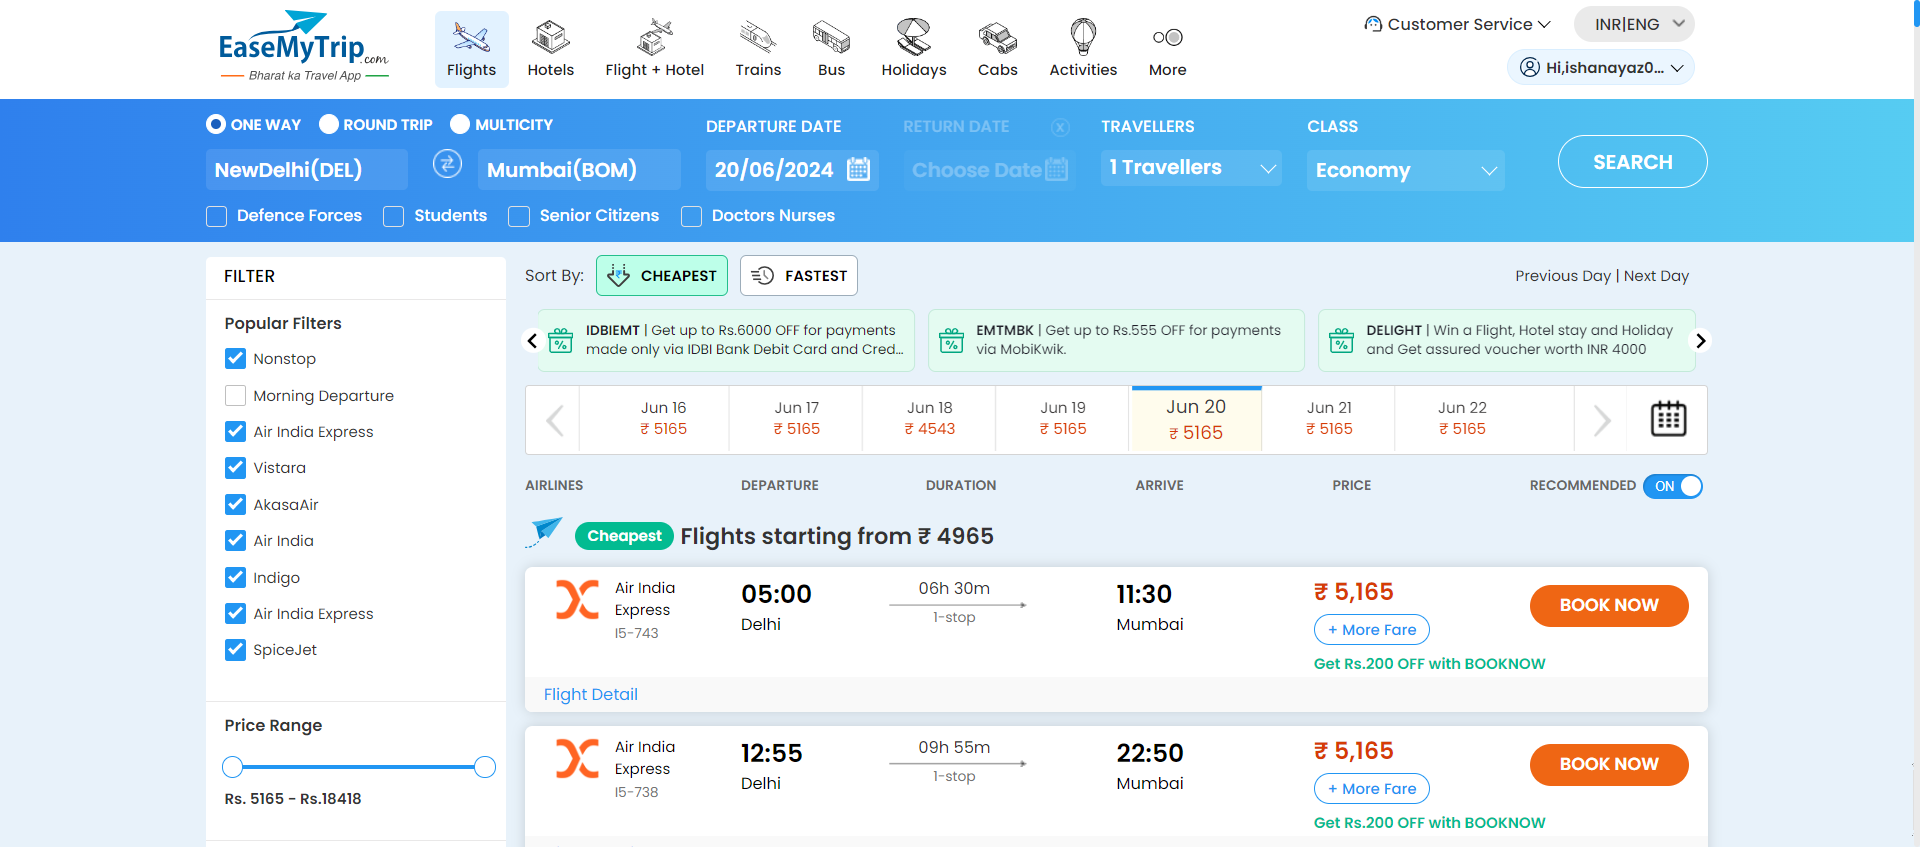 EaseMyTrip.com
Bharat ka Travel App
Flights
Hotels
Flight + Hotel
Trains
Bus
Holidays
Cabs
Activities
More
Customer Service
INR|ENG
Hi,ishanayaz0...
ONE WAY
ROUND TRIP
MULTICITY
NewDelhi(DEL)
Mumbai(BOM)
DEPARTURE DATE
20/06/2024
RETURN DATE
Choose Date
TRAVELLERS
1 Travellers
CLASS
Economy
SEARCH
Defence Forces
Students
Senior Citizens
Doctors Nurses
FILTER
Popular Filters
Nonstop
Morning Departure
Air India Express
Vistara
AkasaAir
Air India
Indigo
Air India Express
SpiceJet
Price Range
Rs. 5165 - Rs.18418
Sort By:
CHEAPEST
FASTEST
Previous Day | Next Day
IDBIEMT | Get up to Rs.6000 OFF for payments
made only via IDBI Bank Debit Card and Cred...
EMTMBK | Get up to Rs.555 OFF for payments
via MobiKwik.
DELIGHT | Win a Flight, Hotel stay and Holiday
and Get assured voucher worth INR 4000
Jun 16
₹ 5165
Jun 17
₹ 5165
Jun 18
₹ 4543
Jun 19
₹ 5165
Jun 20
₹ 5165
Jun 21
₹ 5165
Jun 22
₹ 5165
AIRLINES
DEPARTURE
DURATION
ARRIVE
PRICE
RECOMMENDED
ON
Cheapest
Flights starting from ₹ 4965
Air India
Express
I5-743
05:00
Delhi
06h 30m
1-stop
11:30
Mumbai
₹ 5,165
+ More Fare
Get Rs.200 OFF with BOOKNOW
BOOK NOW
Flight Detail
Air India
Express
I5-738
12:55
Delhi
09h 55m
1-stop
22:50
Mumbai
₹ 5,165
+ More Fare
Get Rs.200 OFF with BOOKNOW
BOOK NOW